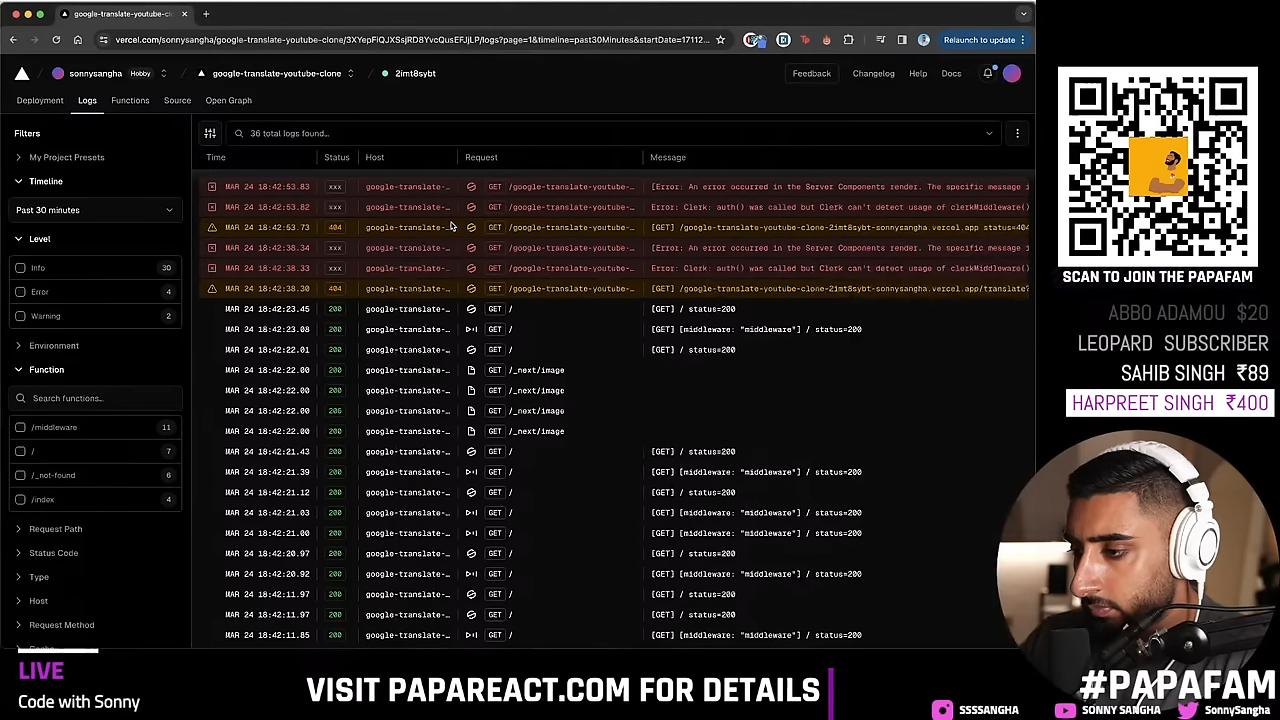 google-translate-youtube-clo
vercel.com/sonnysangha/google-translate-youtube-clone/3XYepFiQJXSsjRD8YvcQusEFJjLP/logs?page=1&timeline=past30Minutes&startDate=17112...
Relaunch to update
sonnysangha Hobby / google-translate-youtube-clone / 2imt8sybt
Feedback Changelog Help Docs
Deployment Logs Functions Source Open Graph
Filters
My Project Presets
Timeline
Past 30 minutes
Level
Info 30
Error 4
Warning 2
Environment
Function
Search functions...
/middleware 11
/ 7
/_not-found 6
/index 4
Request Path
Status Code
Type
Host
Request Method
36 total logs found...
Time Status Host Request Message
MAR 24 18:42:53.83 xxx google-translate-… GET /google-translate-youtube-… [Error: An error occurred in the Server Components render. The specific message i
MAR 24 18:42:53.82 xxx google-translate-… GET /google-translate-youtube-… Error: Clerk: auth() was called but Clerk can't detect usage of clerkMiddleware()
MAR 24 18:42:53.73 404 google-translate-… GET /google-translate-youtube-… [GET] /google-translate-youtube-clone-2imt8sybt-sonnysangha.vercel.app status=404
MAR 24 18:42:38.34 xxx google-translate-… GET /google-translate-youtube-… [Error: An error occurred in the Server Components render. The specific message i
MAR 24 18:42:38.33 xxx google-translate-… GET /google-translate-youtube-… Error: Clerk: auth() was called but Clerk can't detect usage of clerkMiddleware()
MAR 24 18:42:38.30 404 google-translate-… GET /google-translate-youtube-… [GET] /google-translate-youtube-clone-2imt8sybt-sonnysangha.vercel.app/translate?
MAR 24 18:42:23.45 200 google-translate-… GET / [GET] / status=200
MAR 24 18:42:23.08 200 google-translate-… GET / [GET] [middleware: "middleware"] / status=200
MAR 24 18:42:22.01 200 google-translate-… GET / [GET] / status=200
MAR 24 18:42:22.00 200 google-translate-… GET /_next/image
MAR 24 18:42:22.00 200 google-translate-… GET /_next/image
MAR 24 18:42:22.00 206 google-translate-… GET /_next/image
MAR 24 18:42:22.00 200 google-translate-… GET /_next/image
MAR 24 18:42:21.43 200 google-translate-… GET / [GET] / status=200
MAR 24 18:42:21.39 200 google-translate-… GET / [GET] [middleware: "middleware"] / status=200
MAR 24 18:42:21.12 200 google-translate-… GET / [GET] / status=200
MAR 24 18:42:21.03 200 google-translate-… GET / [GET] [middleware: "middleware"] / status=200
MAR 24 18:42:21.00 200 google-translate-… GET / [GET] [middleware: "middleware"] / status=200
MAR 24 18:42:20.97 200 google-translate-… GET / [GET] / status=200
MAR 24 18:42:20.92 200 google-translate-… GET / [GET] [middleware: "middleware"] / status=200
MAR 24 18:42:11.97 200 google-translate-… GET / [GET] / status=200
MAR 24 18:42:11.97 200 google-translate-… GET / [GET] / status=200
MAR 24 18:42:11.85 200 google-translate-… GET / [GET] [middleware: "middleware"] / status=200
SCAN TO JOIN THE PAPAFAM
ABBO ADAMOU $20
LEOPARD SUBSCRIBER
SAHIB SINGH ₹89
HARPREET SINGH ₹400
LIVE
Code with Sonny
VISIT PAPAREACT.COM FOR DETAILS
#PAPAFAM
SSSSANGHA SONNY SANGHA SonnySangha